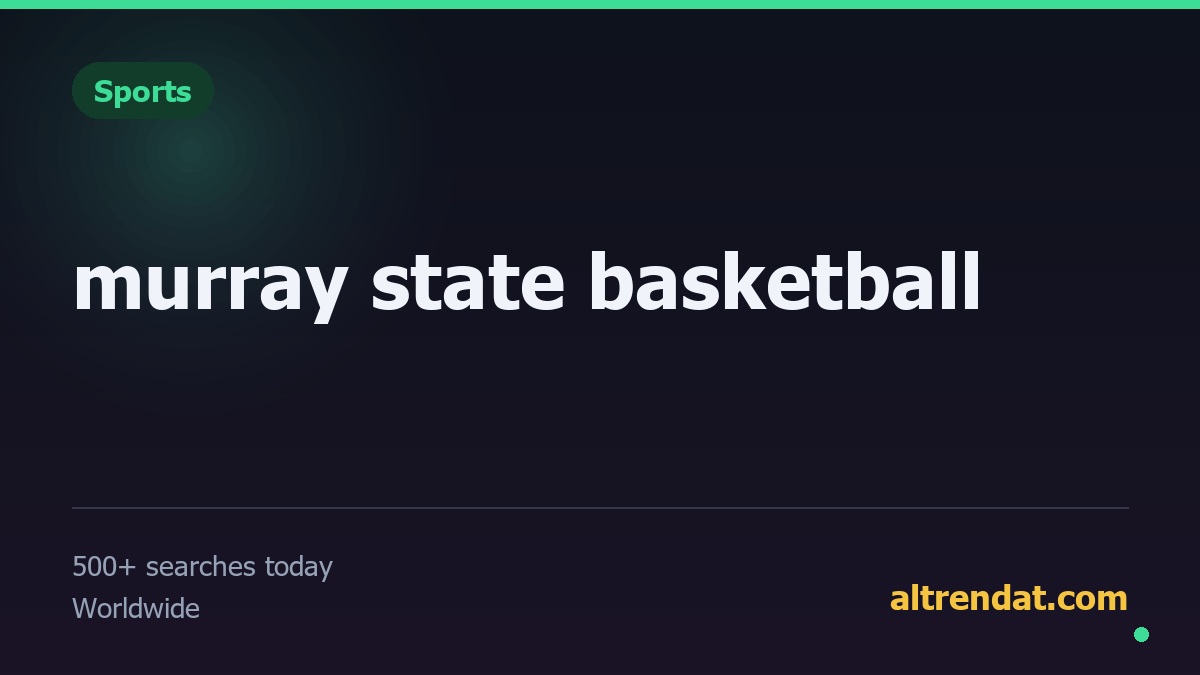 Sports
murray state basketball
500+ searches today
Worldwide
altrendat.com